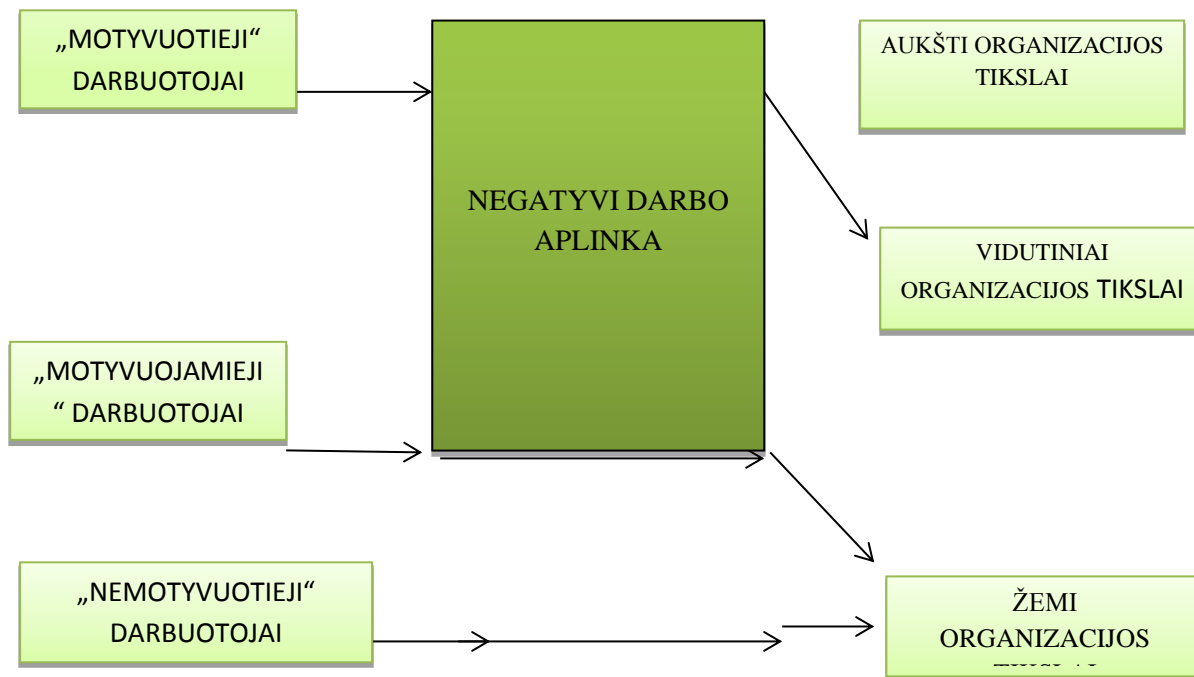 „MOTYVUOTIEJI“
DARBUOTOJAI
AUKŠTI ORGANIZACIJOS
TIKSLAI
NEGATYVI DARBO
APLINKA
VIDUTINIAI
ORGANIZACIJOS TIKSLAI
„MOTYVUOJAMIEJI
“ DARBUOTOJAI
„NEMOTYVUOTIEJI“
DARBUOTOJAI
ŽEMI
ORGANIZACIJOS